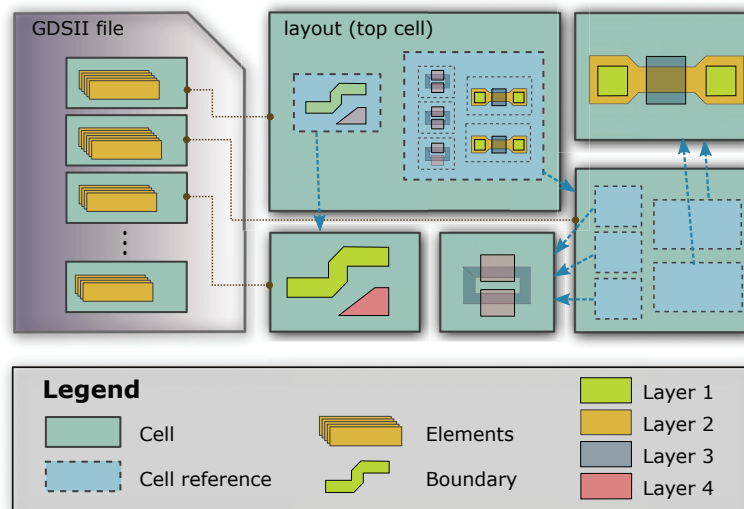 GDSII file
layout (top cell)
Legend
Cell
Cell reference
Elements
Boundary
Layer 1
Layer 2
Layer 3
Layer 4